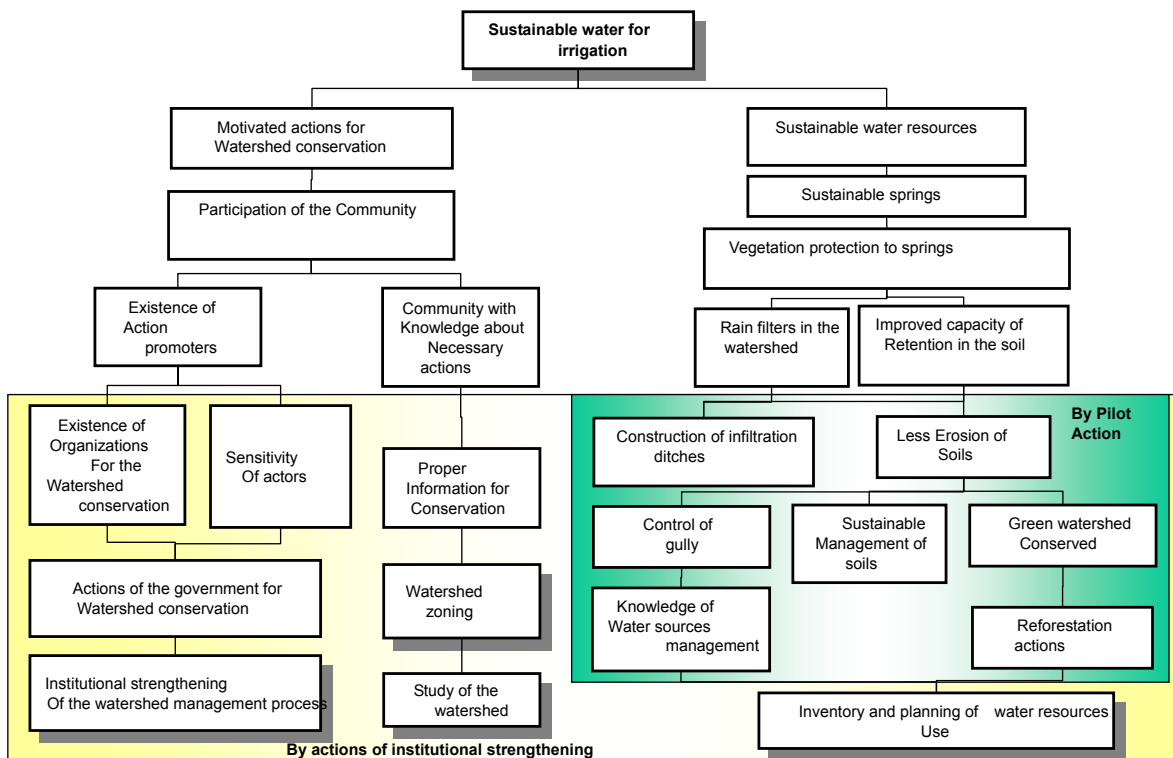 Sustainable water for
irrigation
Motivated actions for
Watershed conservation
Sustainable water resources
Participation of the Community
Sustainable springs
Vegetation protection to springs
Existence of
Action
promoters
Community with
Knowledge about
Necessary
actions
Rain filters in the
watershed
Improved capacity of
Retention in the soil
Existence of
Organizations
For the
Watershed
conservation
Sensitivity
Of actors
Proper
Information for
Conservation
Construction of infiltration
ditches
Less Erosion of
Soils
By Pilot
Action
Control of
gully
Sustainable
Management of
soils
Green watershed
Conserved
Actions of the government for
Watershed conservation
Watershed
zoning
Knowledge of
Water sources
management
Reforestation
actions
Institutional strengthening
Of the watershed management process
Study of the
watershed
Inventory and planning of water resources
Use
By actions of institutional strengthening